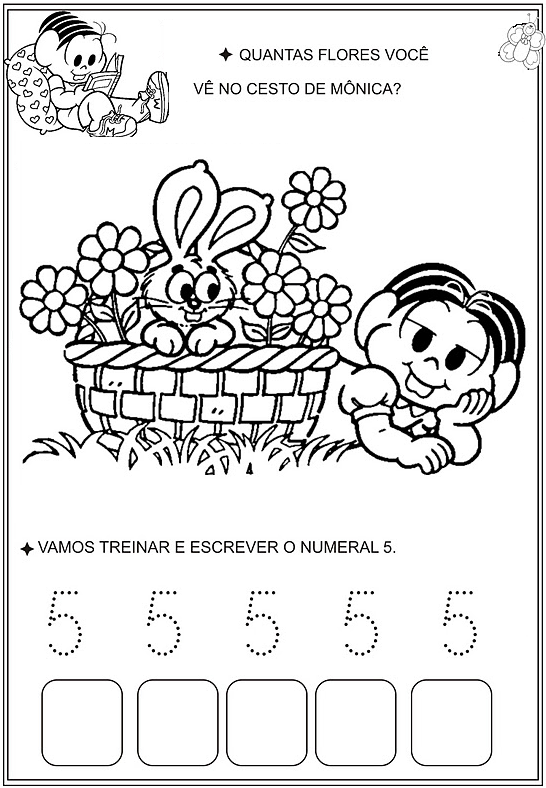 ✦ QUANTAS FLORES VOCÊ
VÊ NO CESTO DE MÔNICA?
✦ VAMOS TREINAR E ESCREVER O NUMERAL 5.
5 5 5 5 5